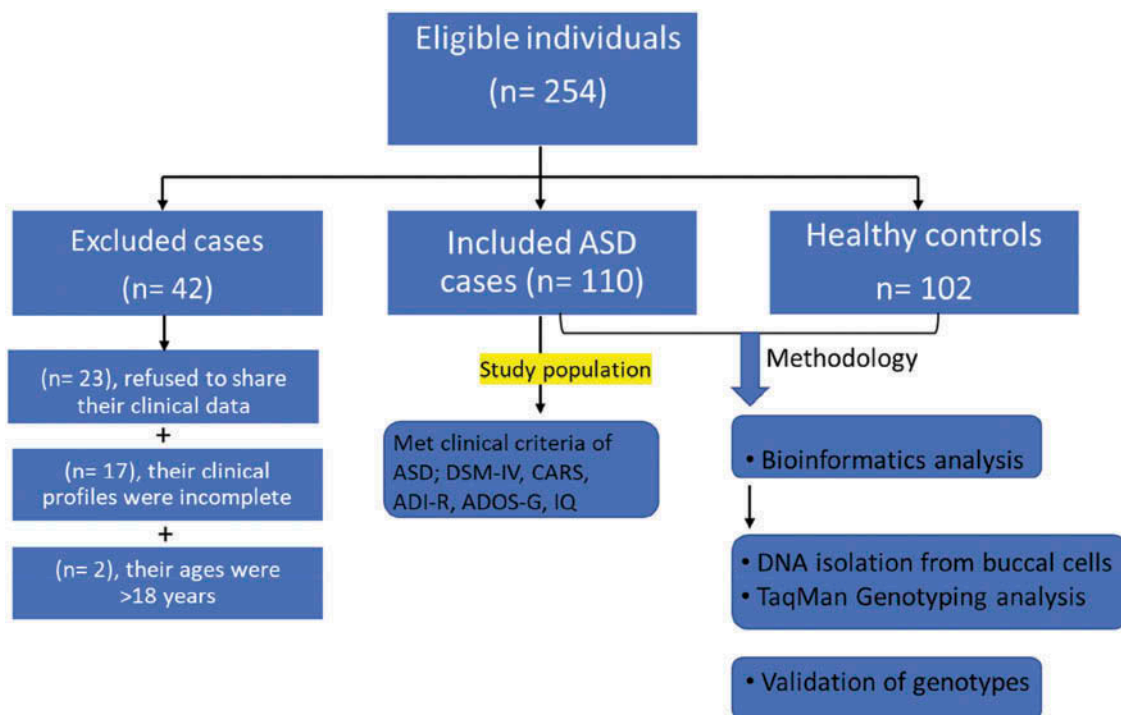 Eligible individuals
(n= 254)
Excluded cases
(n= 42)
Included ASD
cases (n= 110)
Healthy controls
n= 102
(n= 23), refused to share
their clinical data
+
(n= 17), their clinical
profiles were incomplete
+
(n= 2), their ages were
>18 years
Study population
Met clinical criteria of
ASD; DSM-IV, CARS,
ADI-R, ADOS-G, IQ
Methodology
• Bioinformatics analysis
• DNA isolation from buccal cells
• TaqMan Genotyping analysis
• Validation of genotypes